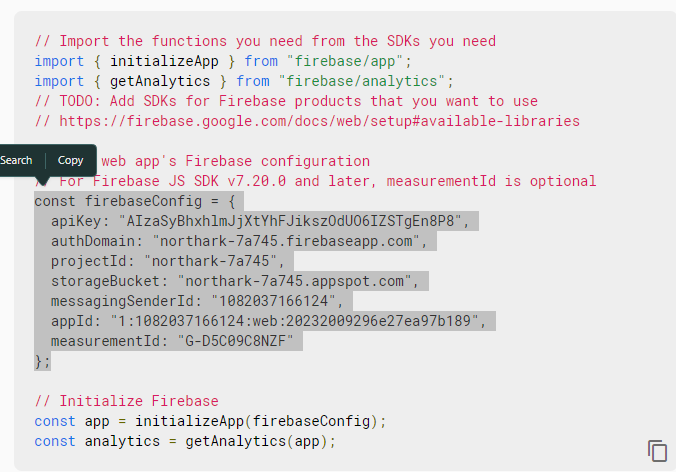 // Import the functions you need from the SDKs you need
import { initializeApp } from "firebase/app";
import { getAnalytics } from "firebase/analytics";
// TODO: Add SDKs for Firebase products that you want to use
// https://firebase.google.com/docs/web/setup#available-libraries
Search Copy
web app's Firebase configuration
// For Firebase JS SDK v7.20.0 and later, measurementId is optional
const firebaseConfig = {
apiKey: "AIzaSyBhxhlmJjXtYhFJikszOdUO6IZSTgEn8P8",
authDomain: "northark-7a745.firebaseapp.com",
projectId: "northark-7a745",
storageBucket: "northark-7a745.appspot.com",
messagingSenderId: "1082037166124",
appId: "1:1082037166124:web:20232009296e27ea97b189",
measurementId: "G-D5C09C8NZF"
};
// Initialize Firebase
const app = initializeApp(firebaseConfig);
const analytics = getAnalytics(app);